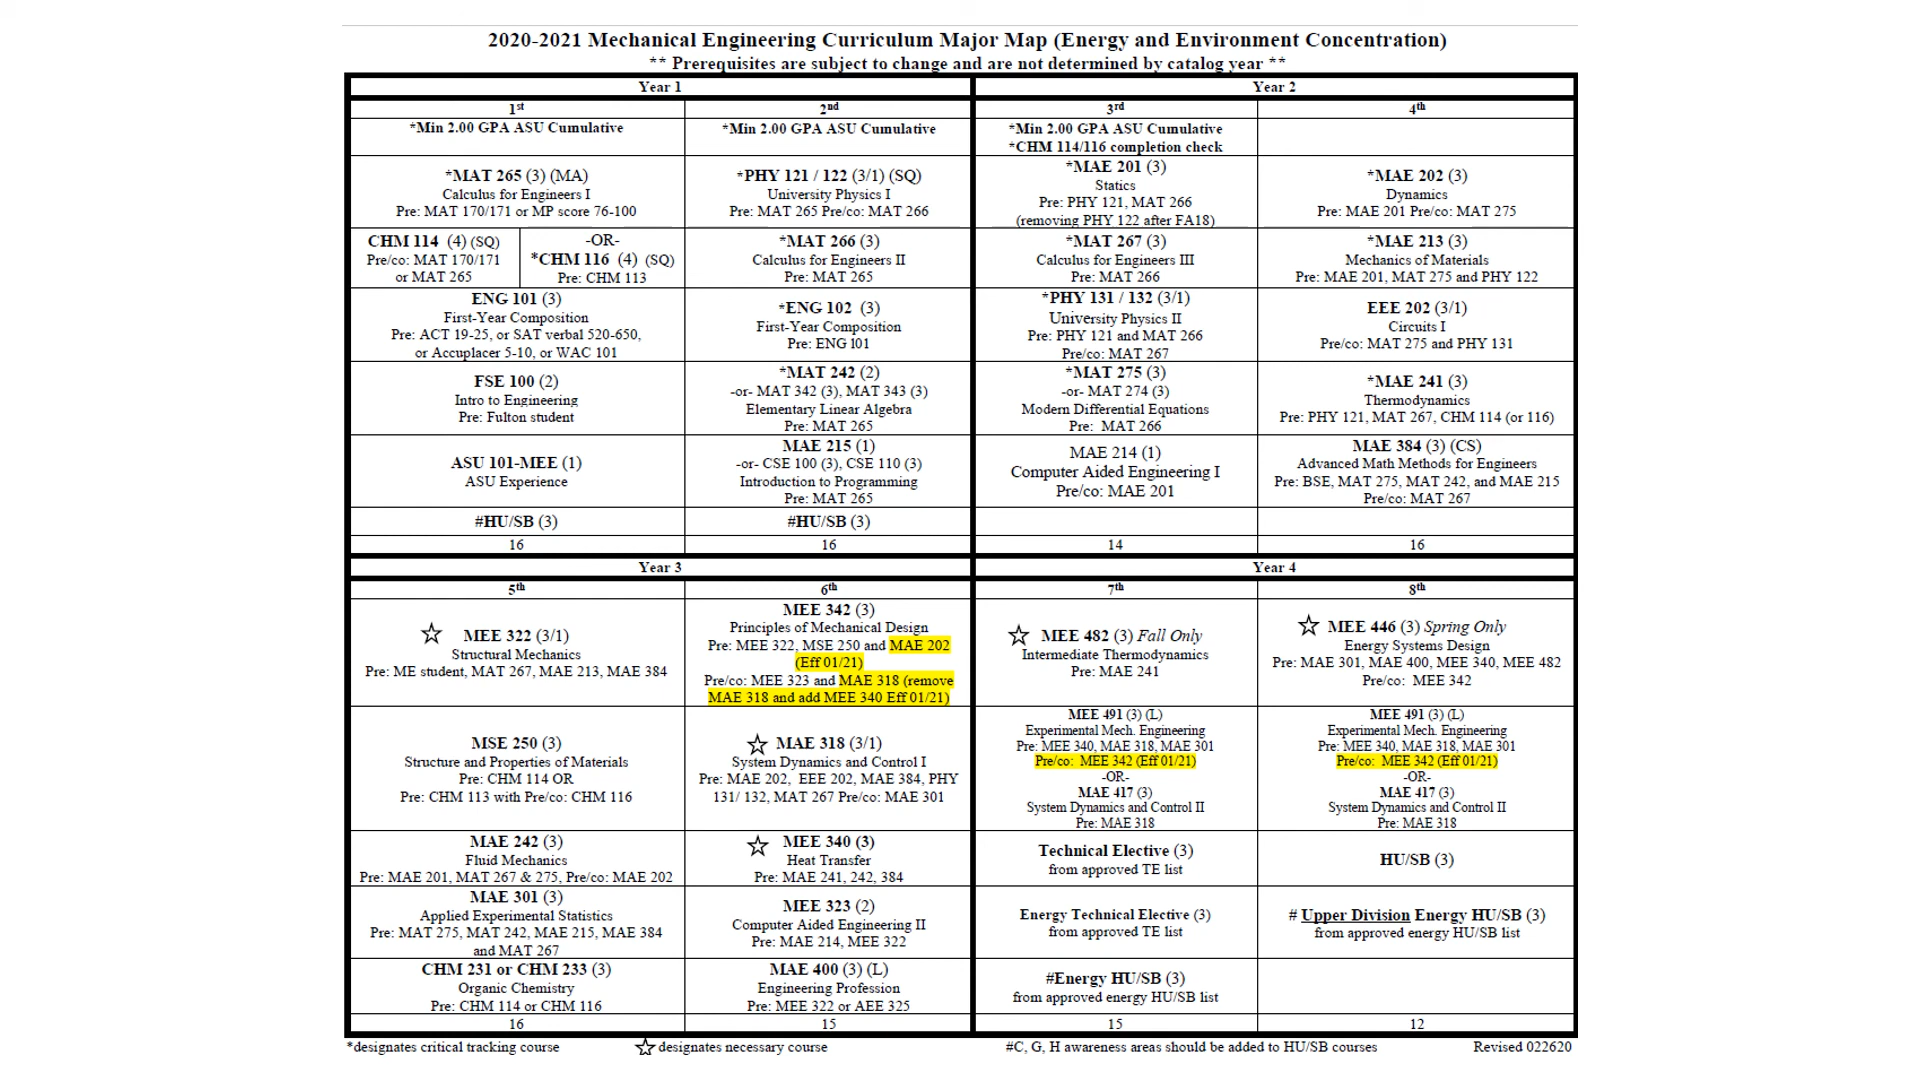 2020-2021 Mechanical Engineering Curriculum Major Map (Energy and Environment Concentration)
** Prerequisites are subject to change and are not determined by catalog year **
Year 1
Year 2
1st
2nd
3rd
4th
*Min 2.00 GPA ASU Cumulative
*Min 2.00 GPA ASU Cumulative
*Min 2.00 GPA ASU Cumulative
*CHM 114/116 completion check
*MAT 265 (3) (MA)
Calculus for Engineers I
Pre: MAT 170/171 or MP score 76-100
*PHY 121 / 122 (3/1) (SQ)
University Physics I
Pre: MAT 265 Pre/co: MAT 266
*MAE 201 (3)
Statics
Pre: PHY 121, MAT 266
(removing PHY 122 after FA18)
*MAE 202 (3)
Dynamics
Pre: MAE 201 Pre/co: MAT 275
CHM 114 (4) (SQ)
Pre/co: MAT 170/171
or MAT 265
-OR-
*CHM 116 (4) (SQ)
Pre: CHM 113
*MAT 266 (3)
Calculus for Engineers II
Pre: MAT 265
*MAT 267 (3)
Calculus for Engineers III
Pre: MAT 266
*MAE 213 (3)
Mechanics of Materials
Pre: MAE 201, MAT 275 and PHY 122
ENG 101 (3)
First-Year Composition
Pre: ACT 19-25, or SAT verbal 520-650,
or Accuplacer 5-10, or WAC 101
*ENG 102 (3)
First-Year Composition
Pre: ENG 101
*PHY 131 / 132 (3/1)
University Physics II
Pre: PHY 121 and MAT 266
Pre/co: MAT 267
EEE 202 (3/1)
Circuits I
Pre/co: MAT 275 and PHY 131
FSE 100 (2)
Intro to Engineering
Pre: Fulton student
*MAT 242 (2)
-or- MAT 342 (3), MAT 343 (3)
Elementary Linear Algebra
Pre: MAT 265
*MAT 275 (3)
-or- MAT 274 (3)
Modern Differential Equations
Pre: MAT 266
*MAE 241 (3)
Thermodynamics
Pre: PHY 121, MAT 267, CHM 114 (or 116)
ASU 101-MEE (1)
ASU Experience
MAE 215 (1)
-or- CSE 100 (3), CSE 110 (3)
Introduction to Programming
Pre: MAT 265
MAE 214 (1)
Computer Aided Engineering I
Pre/co: MAE 201
MAE 384 (3) (CS)
Advanced Math Methods for Engineers
Pre: BSE, MAT 275, MAT 242, and MAE 215
Pre/co: MAT 267
#HU/SB (3)
#HU/SB (3)
16
16
14
16
Year 3
Year 4
5th
6th
7th
8th
MEE 322 (3/1)
Structural Mechanics
Pre: ME student, MAT 267, MAE 213, MAE 384
MEE 342 (3)
Principles of Mechanical Design
Pre: MEE 322, MSE 250 and MAE 202
(Eff 01/21)
Pre/co: MEE 323 and MAE 318 (remove
MAE 318 and add MEE 340 Eff 01/21)
MEE 482 (3) Fall Only
Intermediate Thermodynamics
Pre: MAE 241
MEE 446 (3) Spring Only
Energy Systems Design
Pre: MAE 301, MAE 400, MEE 340, MEE 482
Pre/co: MEE 342
MSE 250 (3)
Structure and Properties of Materials
Pre: CHM 114 OR
Pre: CHM 113 with Pre/co: CHM 116
MAE 318 (3/1)
System Dynamics and Control I
Pre: MAE 202, EEE 202, MAE 384, PHY
131/ 132, MAT 267 Pre/co: MAE 301
MEE 491 (3) (L)
Experimental Mech. Engineering
Pre: MEE 340, MAE 318, MAE 301
Pre/co: MEE 342 (Eff 01/21)
-OR-
MAE 417 (3)
System Dynamics and Control II
Pre: MAE 318
MEE 491 (3) (L)
Experimental Mech. Engineering
Pre: MEE 340, MAE 318, MAE 301
Pre/co: MEE 342 (Eff 01/21)
-OR-
MAE 417 (3)
System Dynamics and Control II
Pre: MAE 318
MAE 242 (3)
Fluid Mechanics
Pre: MAE 201, MAT 267 & 275, Pre/co: MAE 202
MEE 340 (3)
Heat Transfer
Pre: MAE 241, 242, 384
Technical Elective (3)
from approved TE list
HU/SB (3)
MAE 301 (3)
Applied Experimental Statistics
Pre: MAT 275, MAT 242, MAE 215, MAE 384
and MAT 267
MEE 323 (2)
Computer Aided Engineering II
Pre: MAE 214, MEE 322
Energy Technical Elective (3)
from approved TE list
# Upper Division Energy HU/SB (3)
from approved energy HU/SB list
CHM 231 or CHM 233 (3)
Organic Chemistry
Pre: CHM 114 or CHM 116
MAE 400 (3) (L)
Engineering Profession
Pre: MEE 322 or AEE 325
#Energy HU/SB (3)
from approved energy HU/SB list
16
15
15
12
*designates critical tracking course
designates necessary course
#C, G, H awareness areas should be added to HU/SB courses
Revised 022620